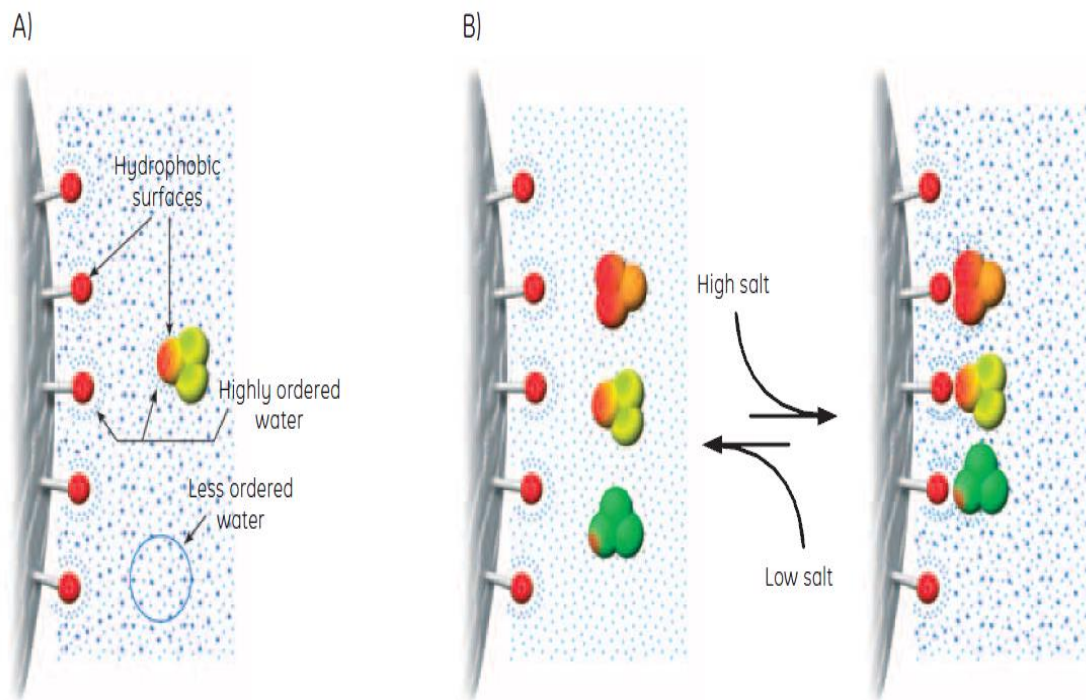 A)
Hydrophobic
surfaces
Highly ordered
water
Less ordered
water
B)
High salt
Low salt